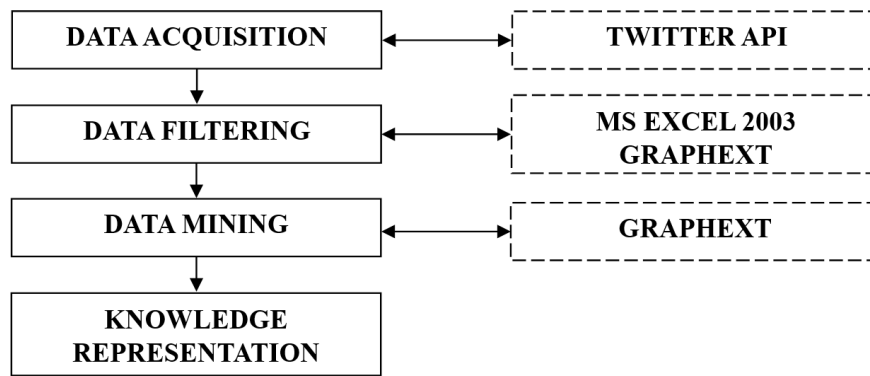 DATA ACQUISITION
TWITTER API
DATA FILTERING
MS EXCEL 2003
GRAPHEXT
DATA MINING
GRAPHEXT
KNOWLEDGE
REPRESENTATION